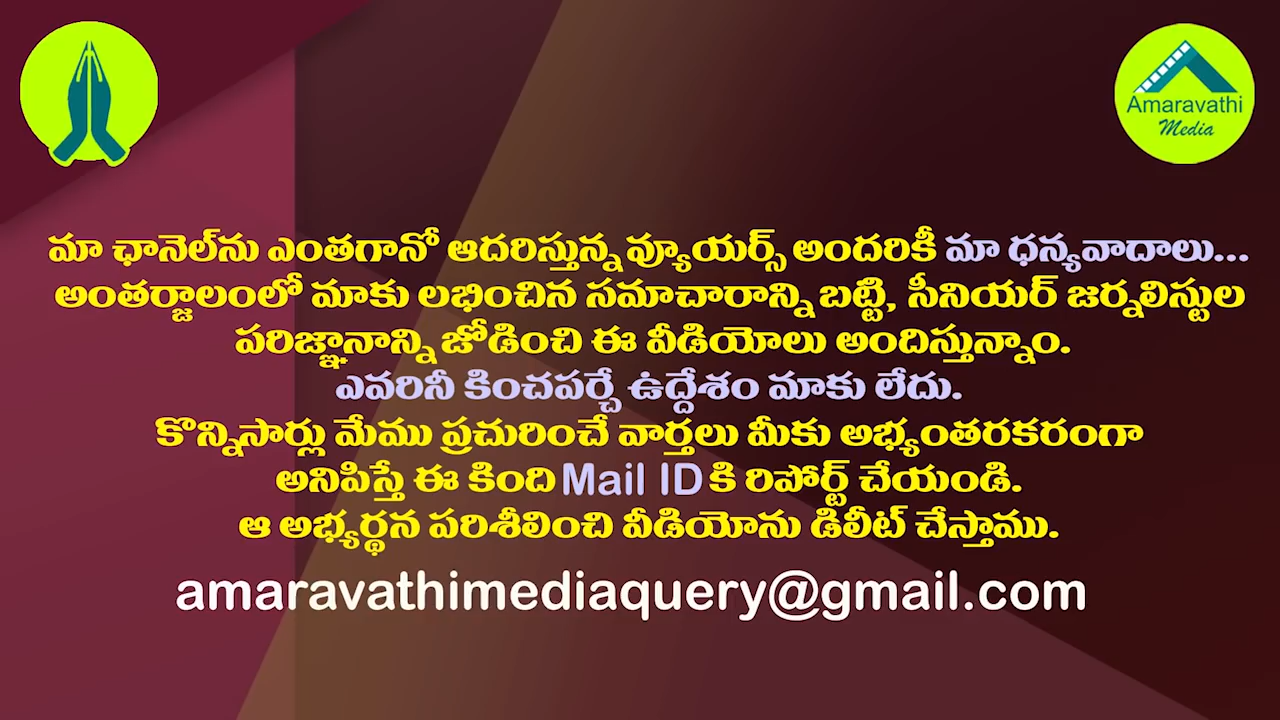 Amaravathi
Media
మా ఛానెల్‌ను ఎంతగానో ఆదరిస్తున్న వ్యూయర్స్ అందరికీ మా ధన్యవాదాలు...
అంతర్జాలంలో మాకు లభించిన సమాచారాన్ని బట్టి, సీనియర్ జర్నలిస్టుల
పరిజ్ఞానాన్ని జోడించి ఈ వీడియోలు అందిస్తున్నాం.
ఎవరినీ కించపర్చే ఉద్దేశం మాకు లేదు.
కొన్నిసార్లు మేము ప్రచురించే వార్తలు మీకు అభ్యంతరకరంగా
అనిపిస్తే ఈ కింది Mail ID కి రిపోర్ట్ చేయండి.
ఆ అభ్యర్థన పరిశీలించి వీడియోను డిలీట్ చేస్తాము.
amaravathimediaquery@gmail.com